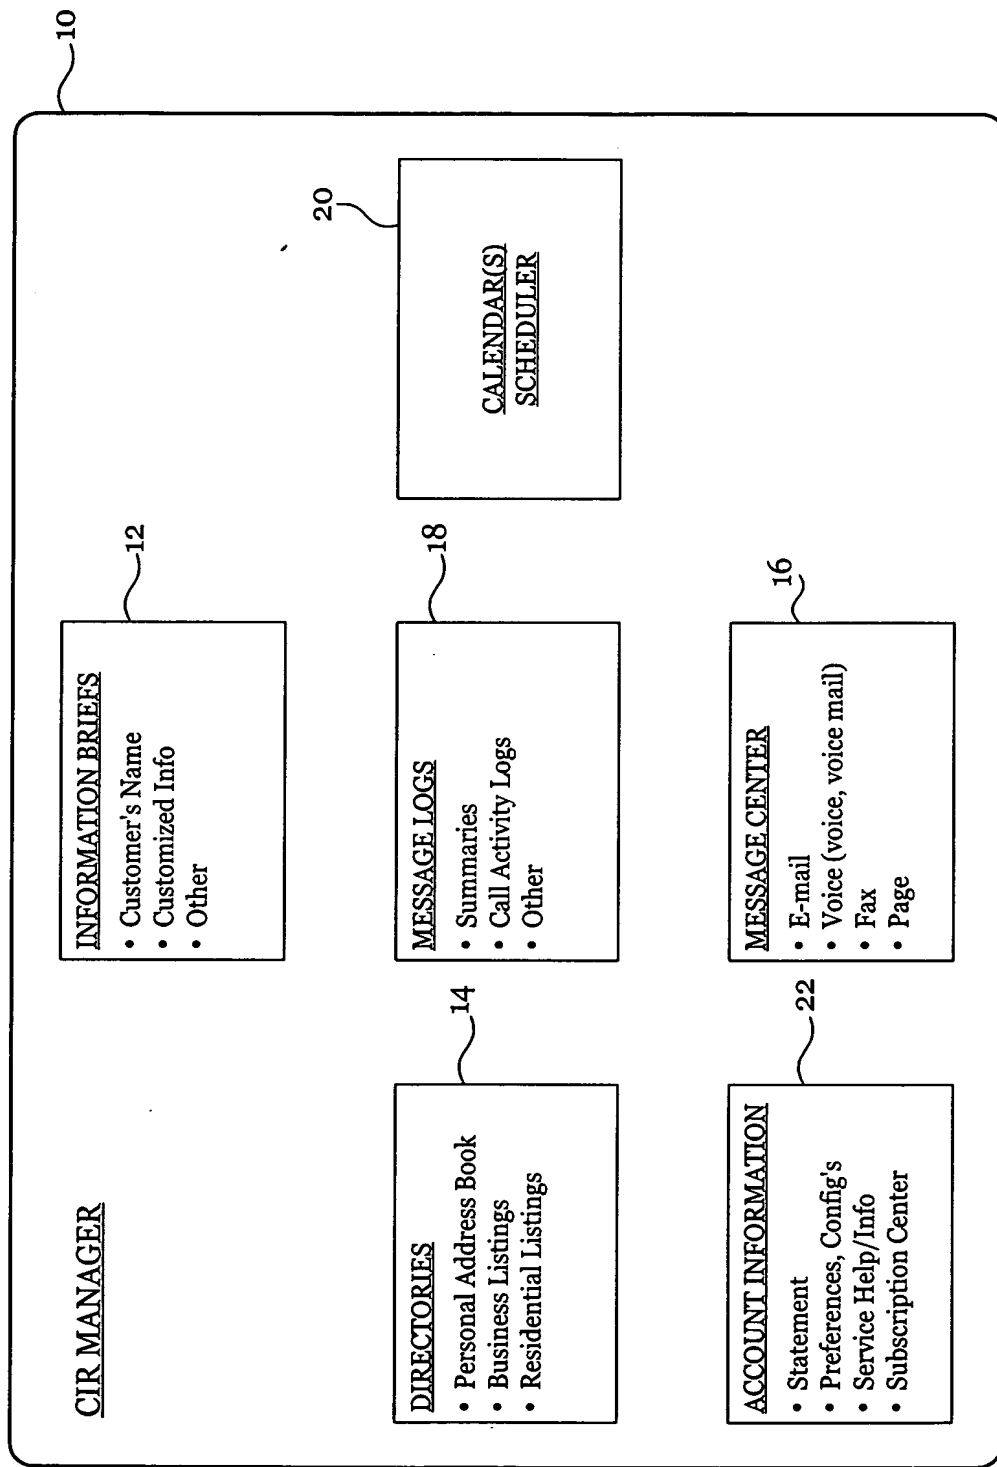 CIR MANAGER
10
INFORMATION BRIEFS
• Customer's Name
• Customized Info
• Other
12
DIRECTORIES
• Personal Address Book
• Business Listings
• Residential Listings
14
MESSAGE LOGS
• Summaries
• Call Activity Logs
• Other
18
CALENDAR(S)
SCHEDULER
20
ACCOUNT INFORMATION
• Statement
• Preferences, Config's
• Service Help/Info
• Subscription Center
22
MESSAGE CENTER
• E-mail
• Voice (voice, voice mail)
• Fax
• Page
16